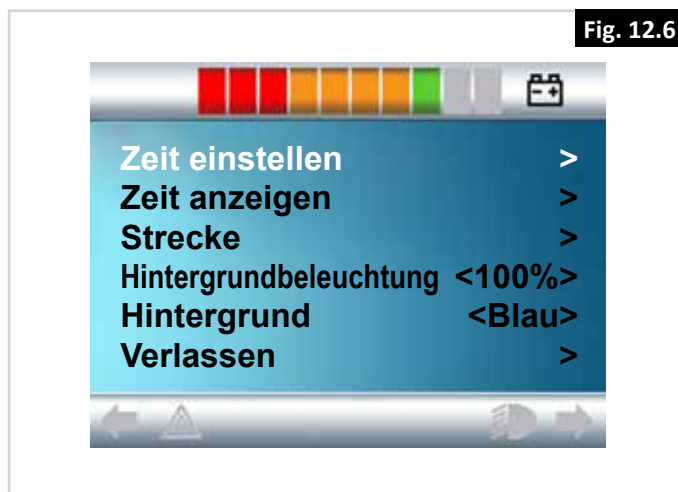 Fig. 12.6
Zeit einstellen >
Zeit anzeigen >
Strecke >
Hintergrundbeleuchtung <100%>
Hintergrund <Blau>
Verlassen >